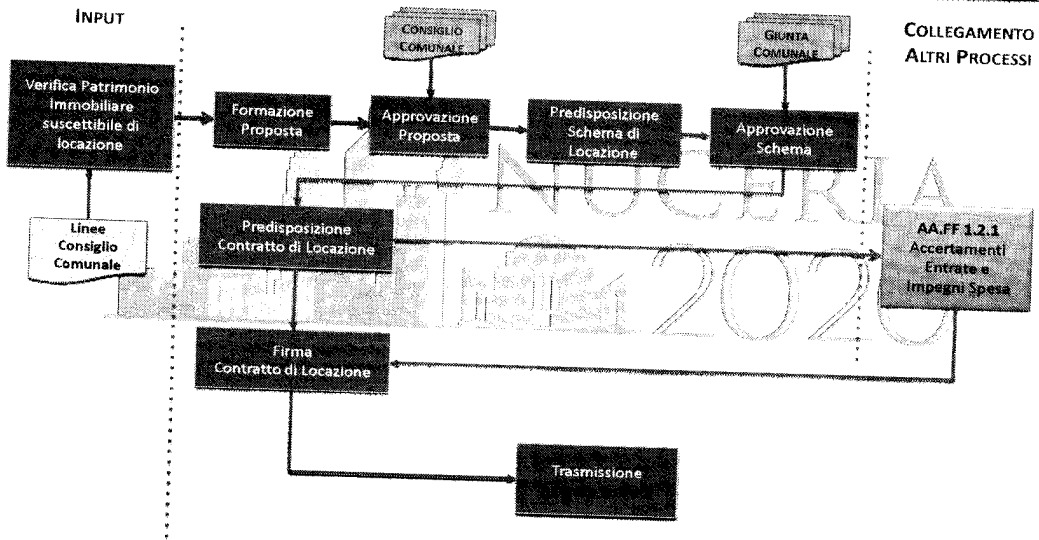 INPUT
CONSIGLIO
COMUNALE
GIUNTA
COMUNALE
COLLEGAMENTO
ALTRI PROCESSI
Verifica Patrimonio
Immobiliare
suscettibile di
locazione
Formazione
Proposta
Approvazione
Proposta
Predisposizione
Schema di
Locazione
Approvazione
Schema
NUCERIA
Linee
Consiglio
Comunale
Predisposizione
Contratto di Locazione
AA.FF 1.2.1
Accertamenti
Entrate e
Impegni Spesa
2020
Firma
Contratto di Locazione
Trasmissione